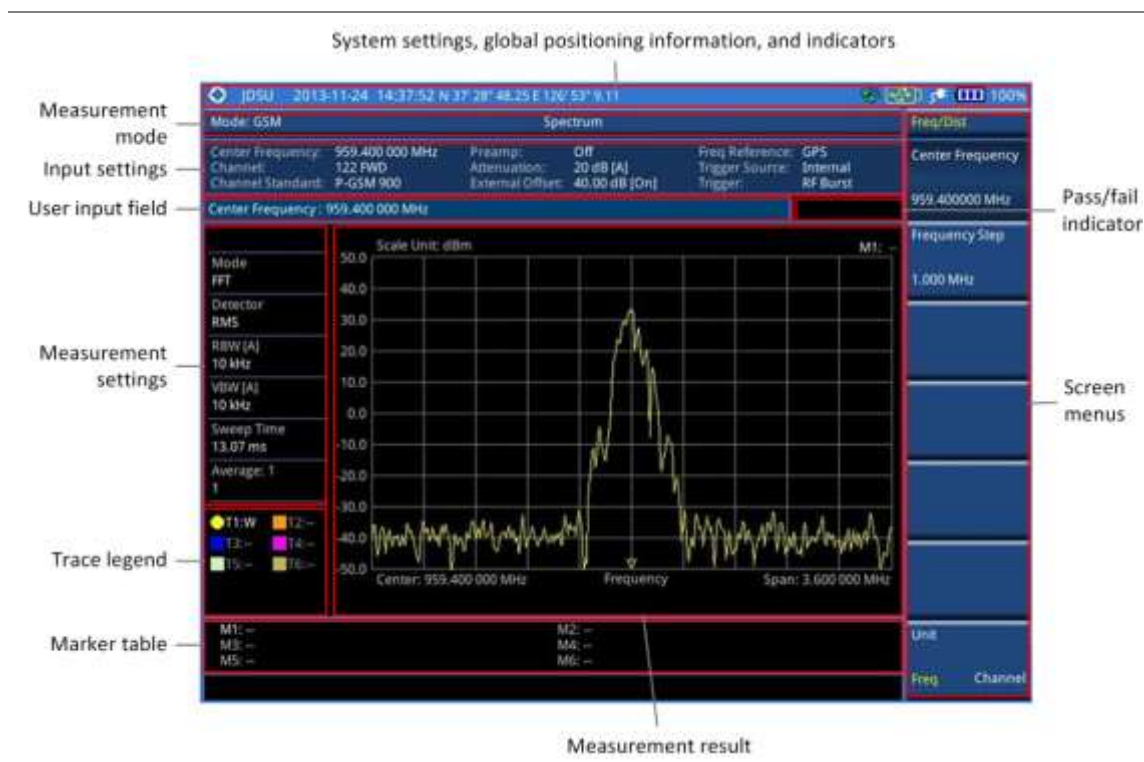 System settings, global positioning information, and indicators
JDSU 2013-11-24 14:37:52 N 37° 28" 48.25 E 126° 53" 9.11 100%
Measurement
mode
Mode: GSM Spectrum Freq/Dist
Input settings
Center Frequency: 959.400 000 MHz Preamp: Off Freq Reference: GPS
Channel: 122 FWD Attenuation: 20 dB [A] Trigger Source: Internal
Channel Standard: P-GSM 900 External Offset: 40.00 dB [On] Trigger: RF Burst
Center Frequency
959.400000 MHz
User input field
Center Frequency : 959.400 000 MHz
Pass/fail
indicator
Frequency Step
1.000 MHz
Scale Unit: dBm M1: --
Mode
FFT
Detector
RMS
RBW [A]
10 kHz
VBW [A]
10 kHz
Sweep Time
13.07 ms
Average: 1
1
Measurement
settings
50.0
40.0
30.0
20.0
10.0
0.0
-10.0
-20.0
-30.0
-40.0
-50.0
Screen
menus
Trace legend
T1:W T2:--
T3:-- T4:--
T5:-- T6:--
Center: 959.400 000 MHz Frequency Span: 3.600 000 MHz
Marker table
M1: -- M2: --
M3: -- M4: --
M5: -- M6: --
Unit
Freq Channel
Measurement result